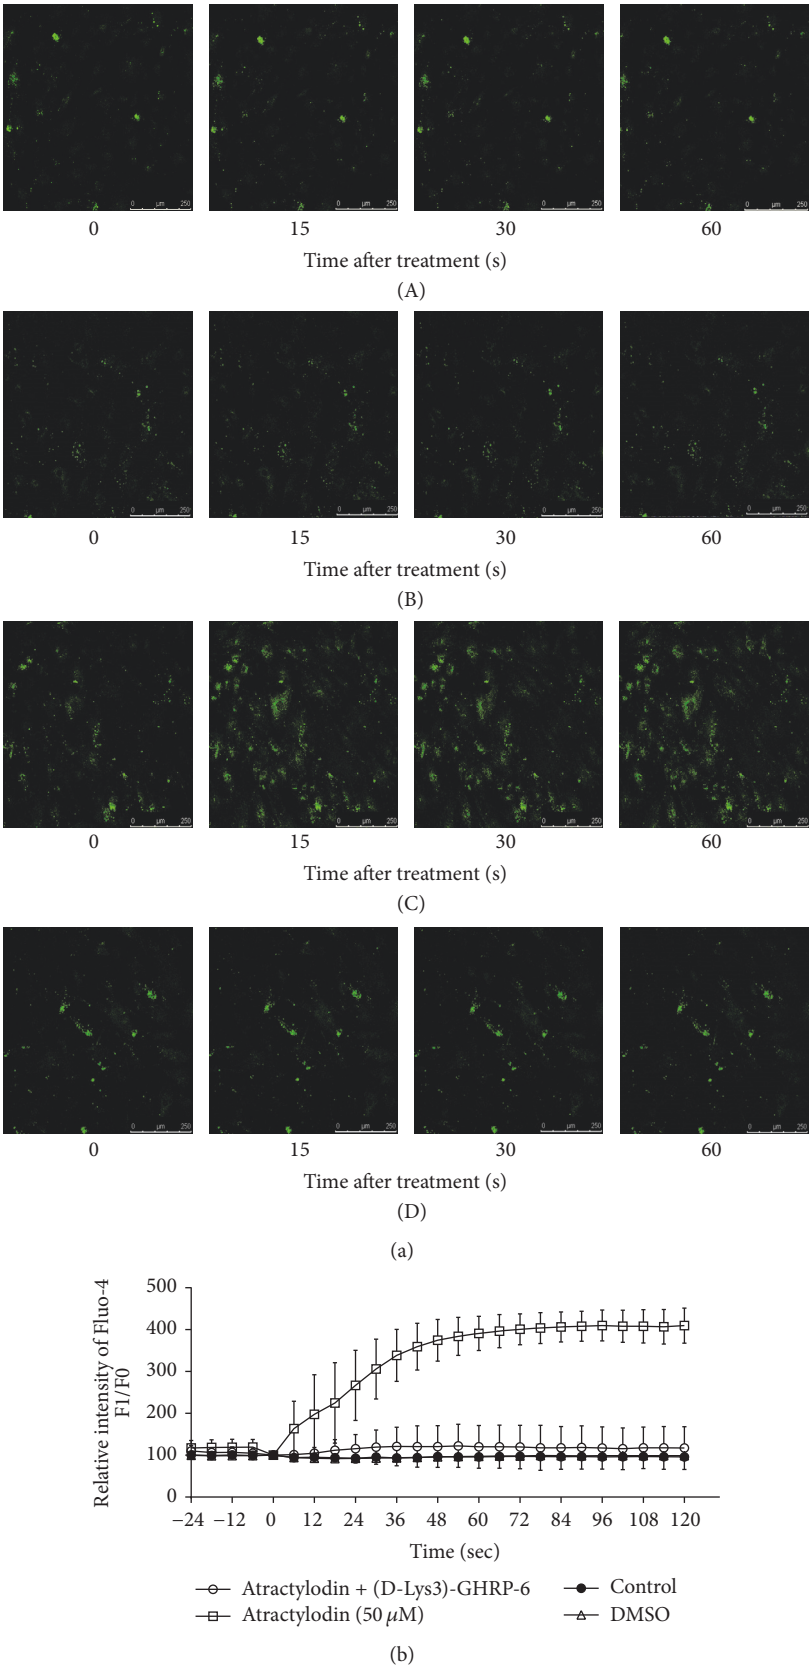 0 μm 250 0 μm 250 0 μm 250 0 μm 250
0 15 30 60
Time after treatment (s)
(A)
0 μm 250 0 μm 250 0 μm 250 0 μm 250
0 15 30 60
Time after treatment (s)
(B)
0 μm 250 0 μm 250 0 μm 250 0 μm 250
0 15 30 60
Time after treatment (s)
(C)
0 μm 250 0 μm 250 0 μm 250 0 μm 250
0 15 30 60
Time after treatment (s)
(D)
(a)
Relative intensity of Fluo-4
F1/F0
500
400
300
200
100
0
−24 −12 0 12 24 36 48 60 72 84 96 108 120
Time (sec)
Atractylodin + (D-Lys3)-GHRP-6 Control
Atractylodin (50 μM) DMSO
(b)